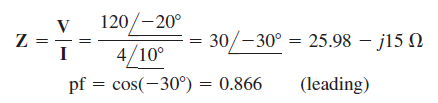 Z = V/I = 120/−20° / 4/10° = 30/−30° = 25.98 − j15 Ω
pf = cos(−30°) = 0.866 (leading)